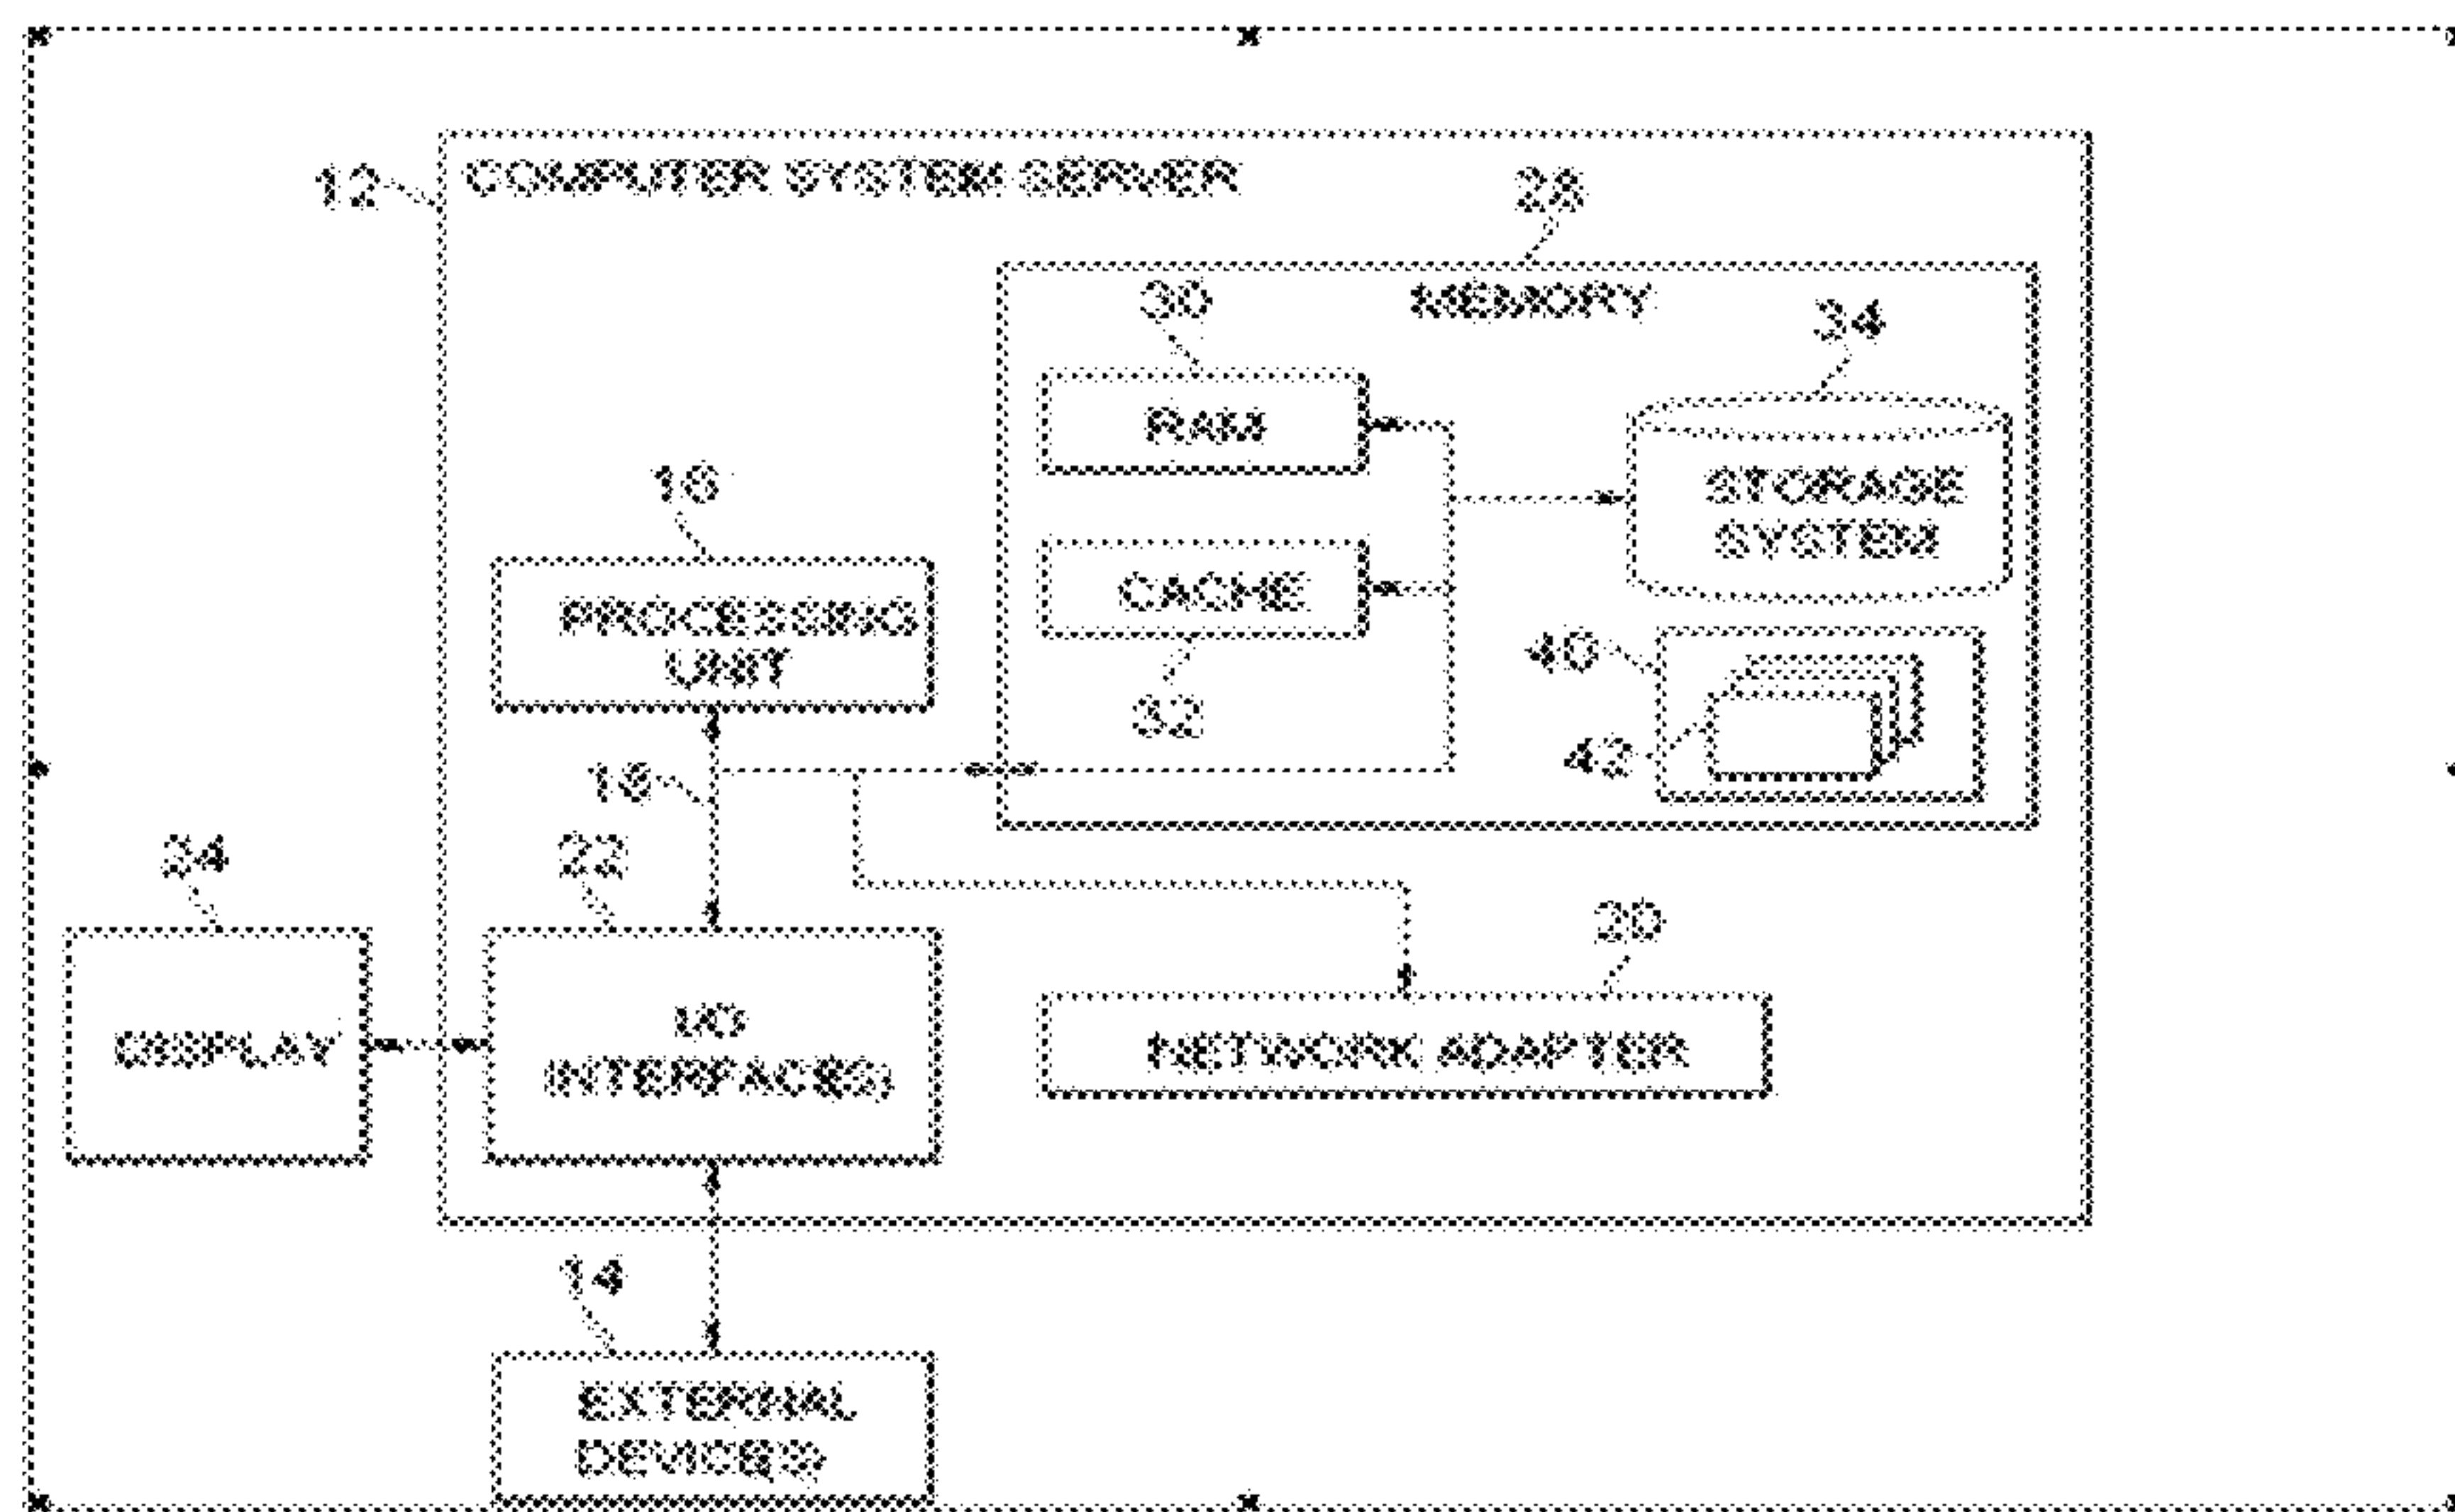 12
COMPUTER SYSTEM SERVER
28
30
MEMORY
34
RAM
16
STORAGE
SYSTEM
CACHE
PROCESSING
UNIT
40
32
42
18
24
22
20
I/O
INTERFACE(S)
DISPLAY
NETWORK ADAPTER
14
EXTERNAL
DEVICE(S)